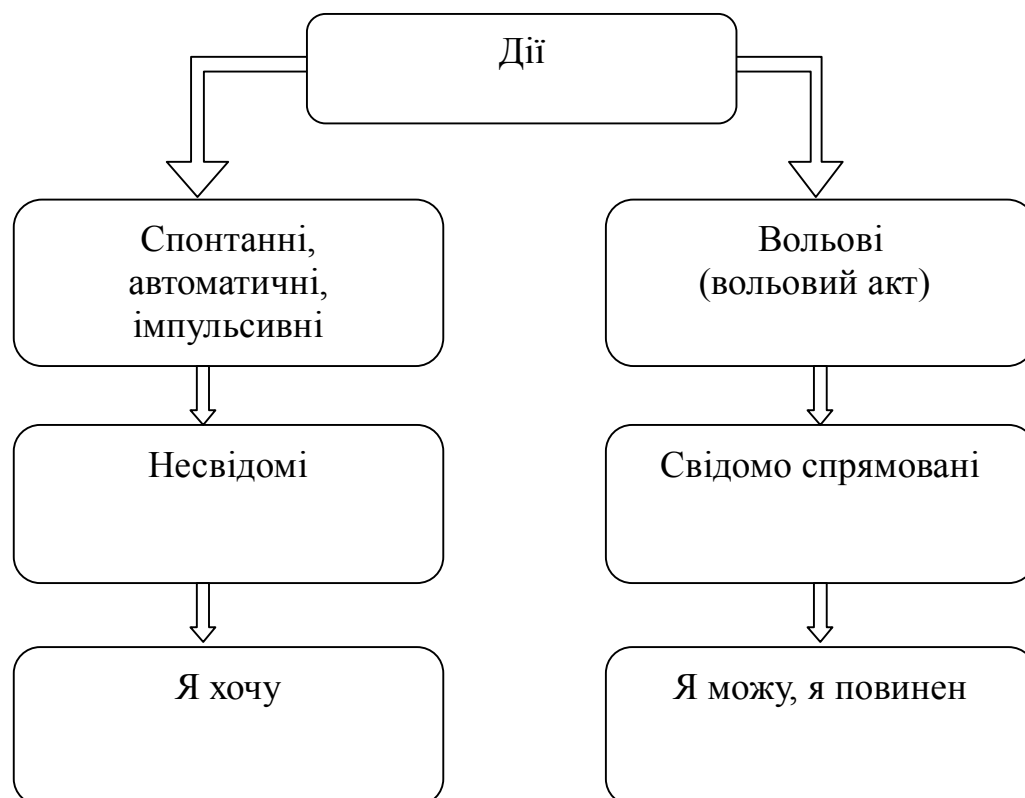 Дії
Спонтанні,
автоматичні,
імпульсивні
Вольові
(вольовий акт)
Несвідомі
Свідомо спрямовані
Я хочу
Я можу, я повинен